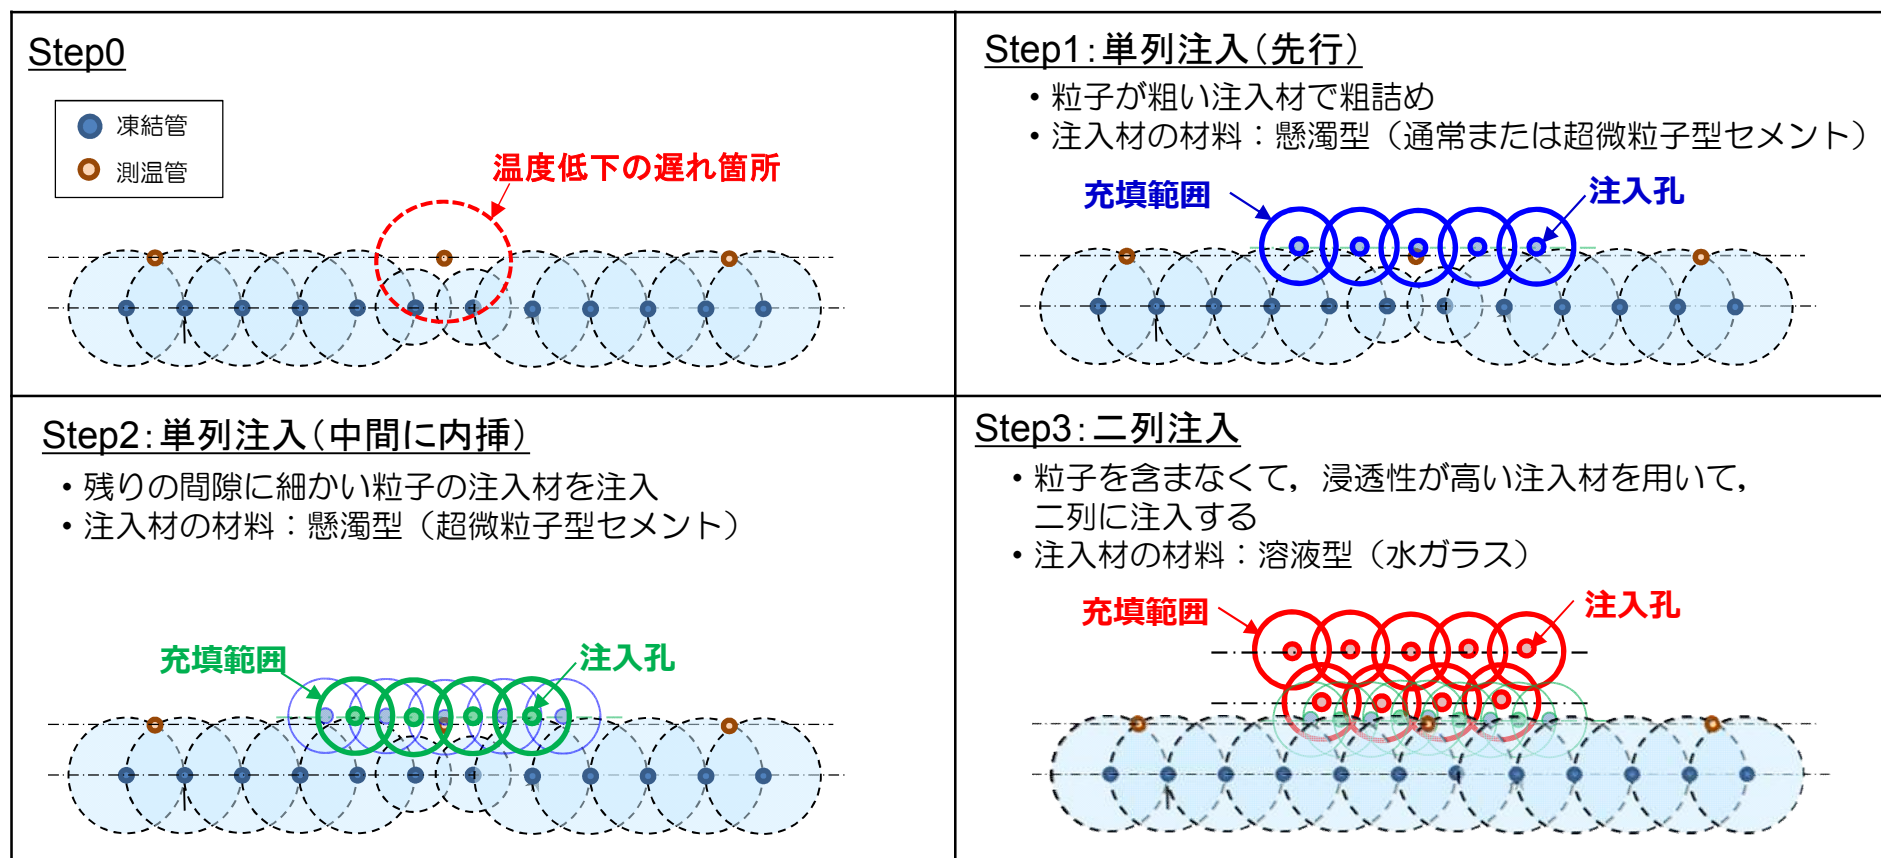 Step0
凍結管
測温管
温度低下の遅れ箇所
Step1：単列注入（先行）
・粒子が粗い注入材で粗詰め
・注入材の材料：懸濁型（通常または超微粒子型セメント）
充填範囲
注入孔
Step2：単列注入（中間に内挿）
・残りの間隙に細かい粒子の注入材を注入
・注入材の材料：懸濁型（超微粒子型セメント）
充填範囲
注入孔
Step3：二列注入
・粒子を含まなくて，浸透性が高い注入材を用いて，
二列に注入する
・注入材の材料：溶液型（水ガラス）
充填範囲
注入孔